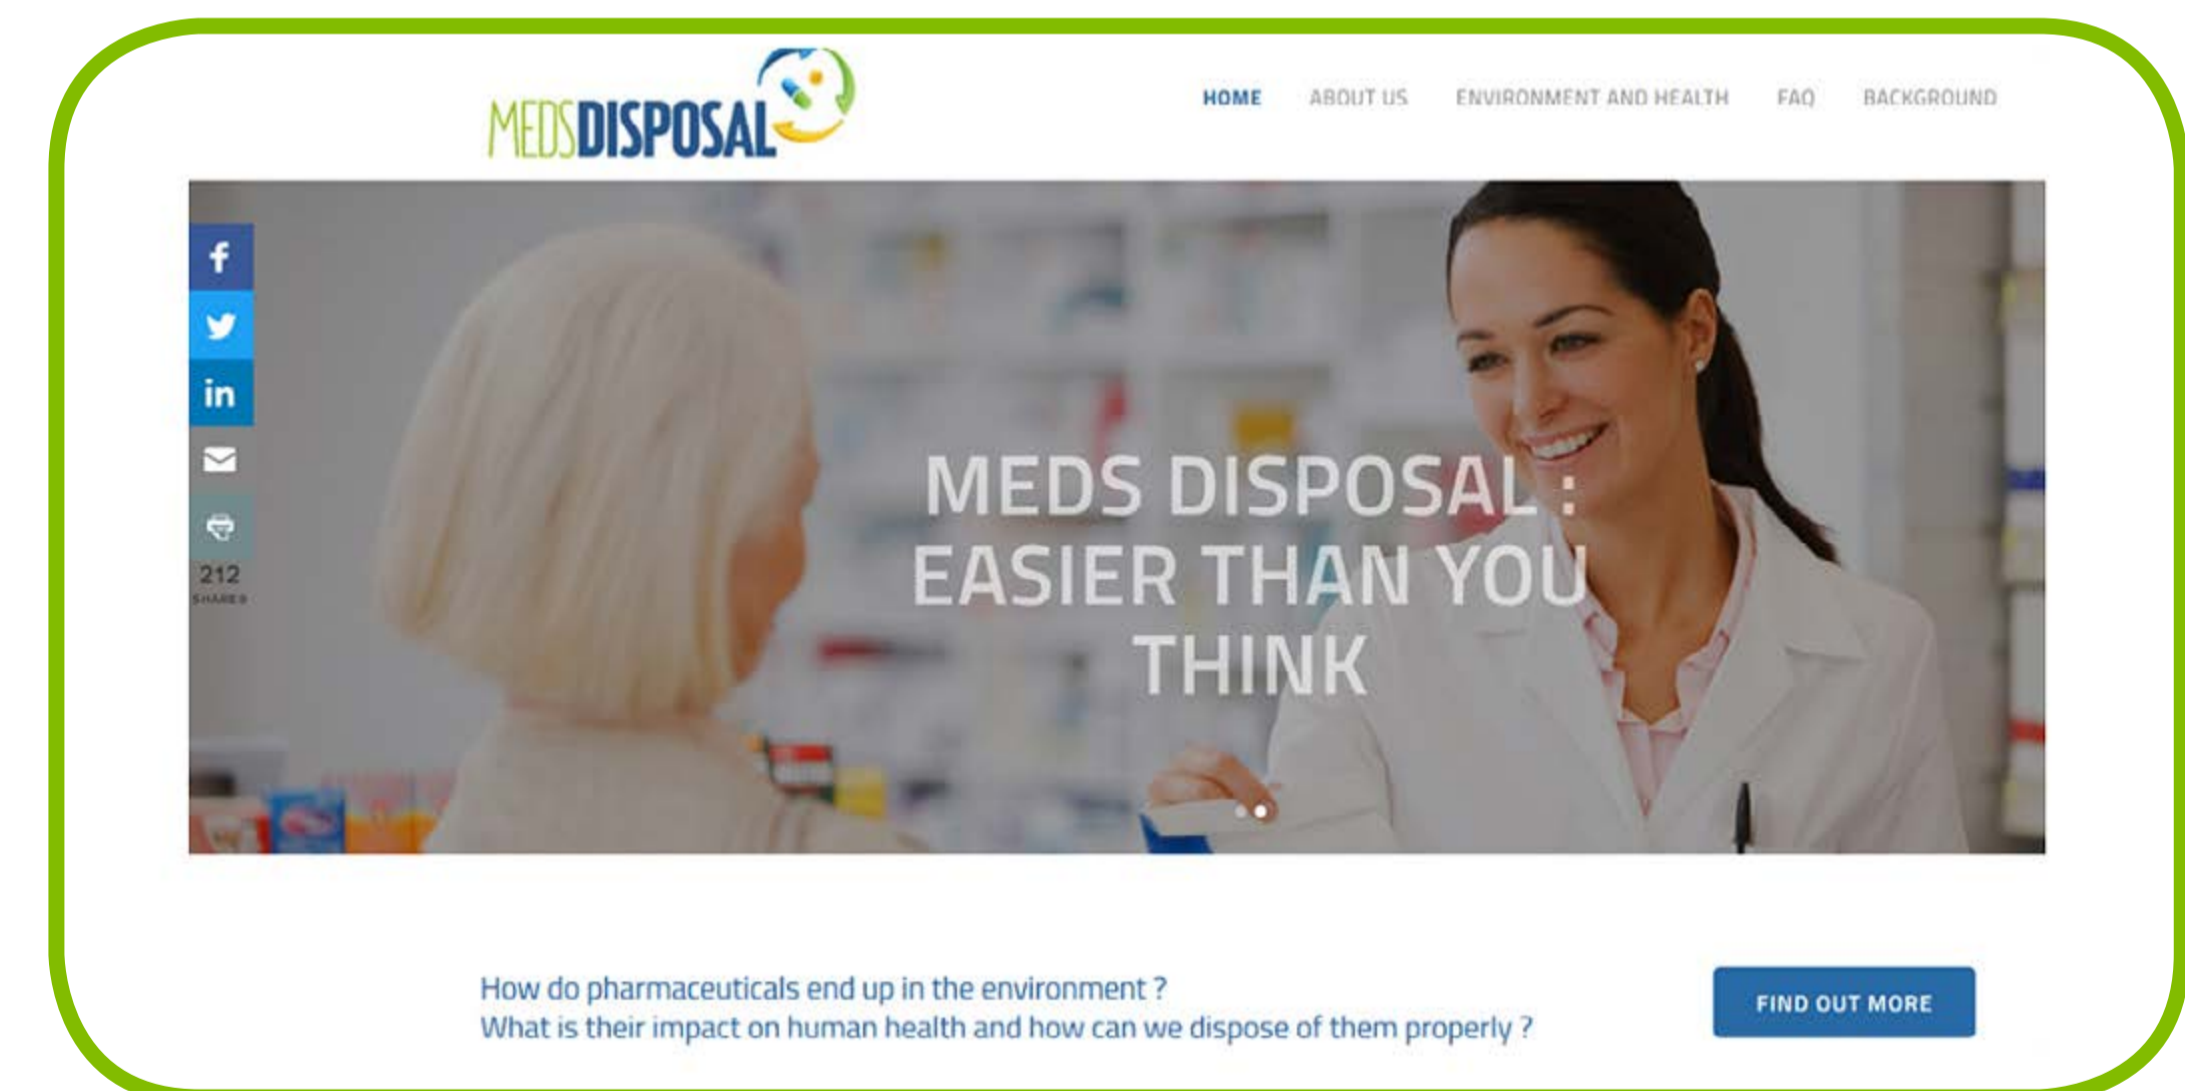 MEDSDISPOSAL
HOME ABOUT US ENVIRONMENT AND HEALTH FAQ BACKGROUND
f
in
212
SHARES
MEDS DISPOSAL :
EASIER THAN YOU
THINK
How do pharmaceuticals end up in the environment ?
What is their impact on human health and how can we dispose of them properly ?
FIND OUT MORE